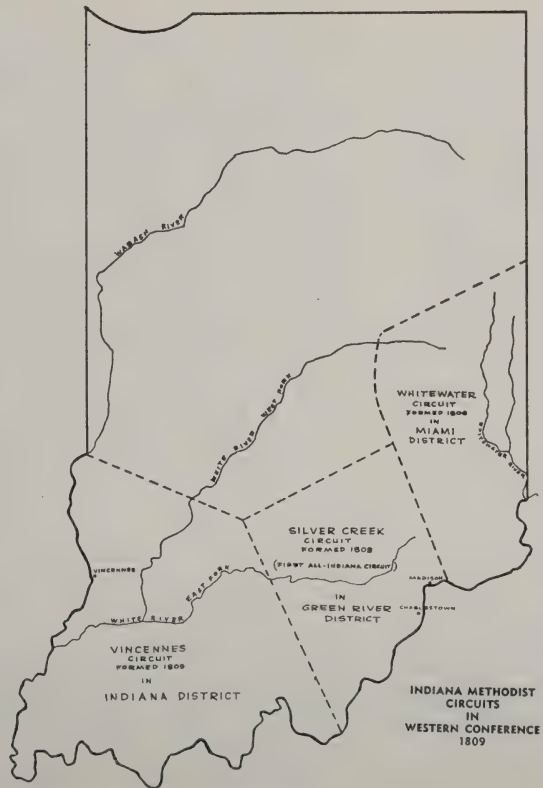 WABASH RIVER
WHITE RIVER WEST FORK
WHITEWATER
CIRCUIT
FORMED 1808
IN
MIAMI
DISTRICT
WHITEWATER RIVER
SILVER CREEK
CIRCUIT
FORMED 1808
(FIRST ALL-INDIANA CIRCUIT)
IN
GREEN RIVER
DISTRICT
MADISON
CHARLESTOWN
VINCENNES
EAST FORK
WHITE RIVER
VINCENNES
CIRCUIT
FORMED 1809
IN
INDIANA DISTRICT
INDIANA METHODIST
CIRCUITS
IN
WESTERN CONFERENCE
1809